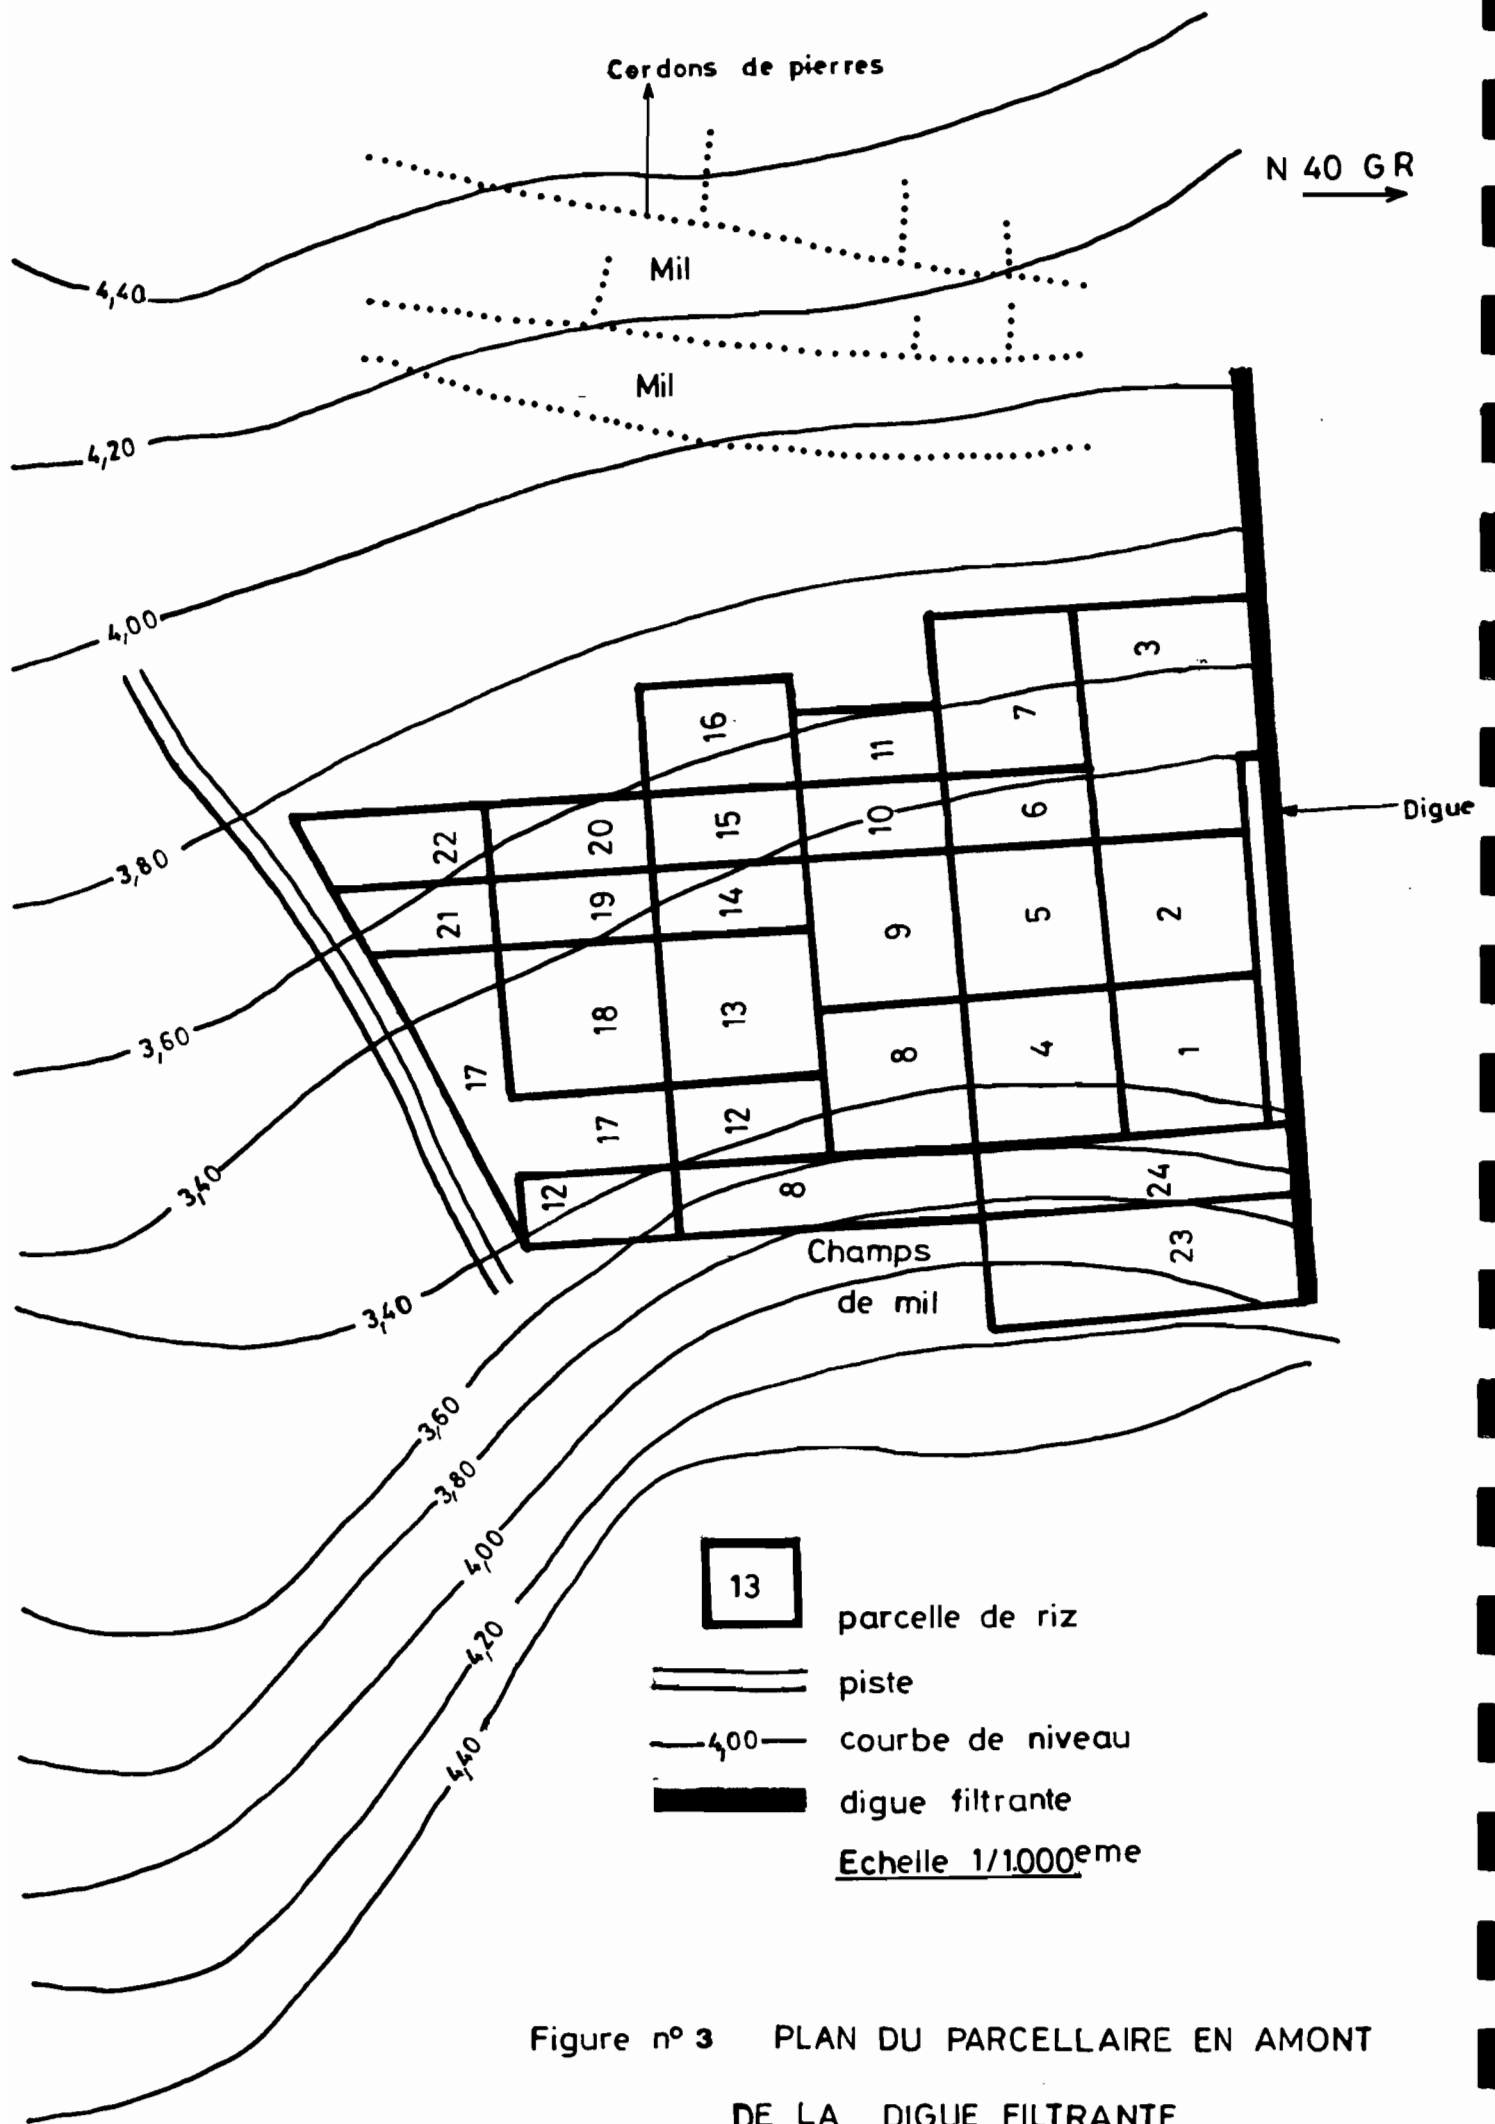 Cordons de pierres
N 40 GR
Mil
4,40
Mil
4,20
4,00
3
16
7
11
Digue
22
20
15
10
6
3,80
21
19
14
9
5
2
18
13
3,60
17
8
4
1
17
12
3,40
12
8
24
Champs
de mil
23
3,40
3,60
3,80
4,00
4,20
4,40
13
parcelle de riz
piste
4,00
courbe de niveau
digue filtrante
Echelle 1/1.000eme
Figure n° 3 PLAN DU PARCELLAIRE EN AMONT
DE LA DIGUE FILTRANTE